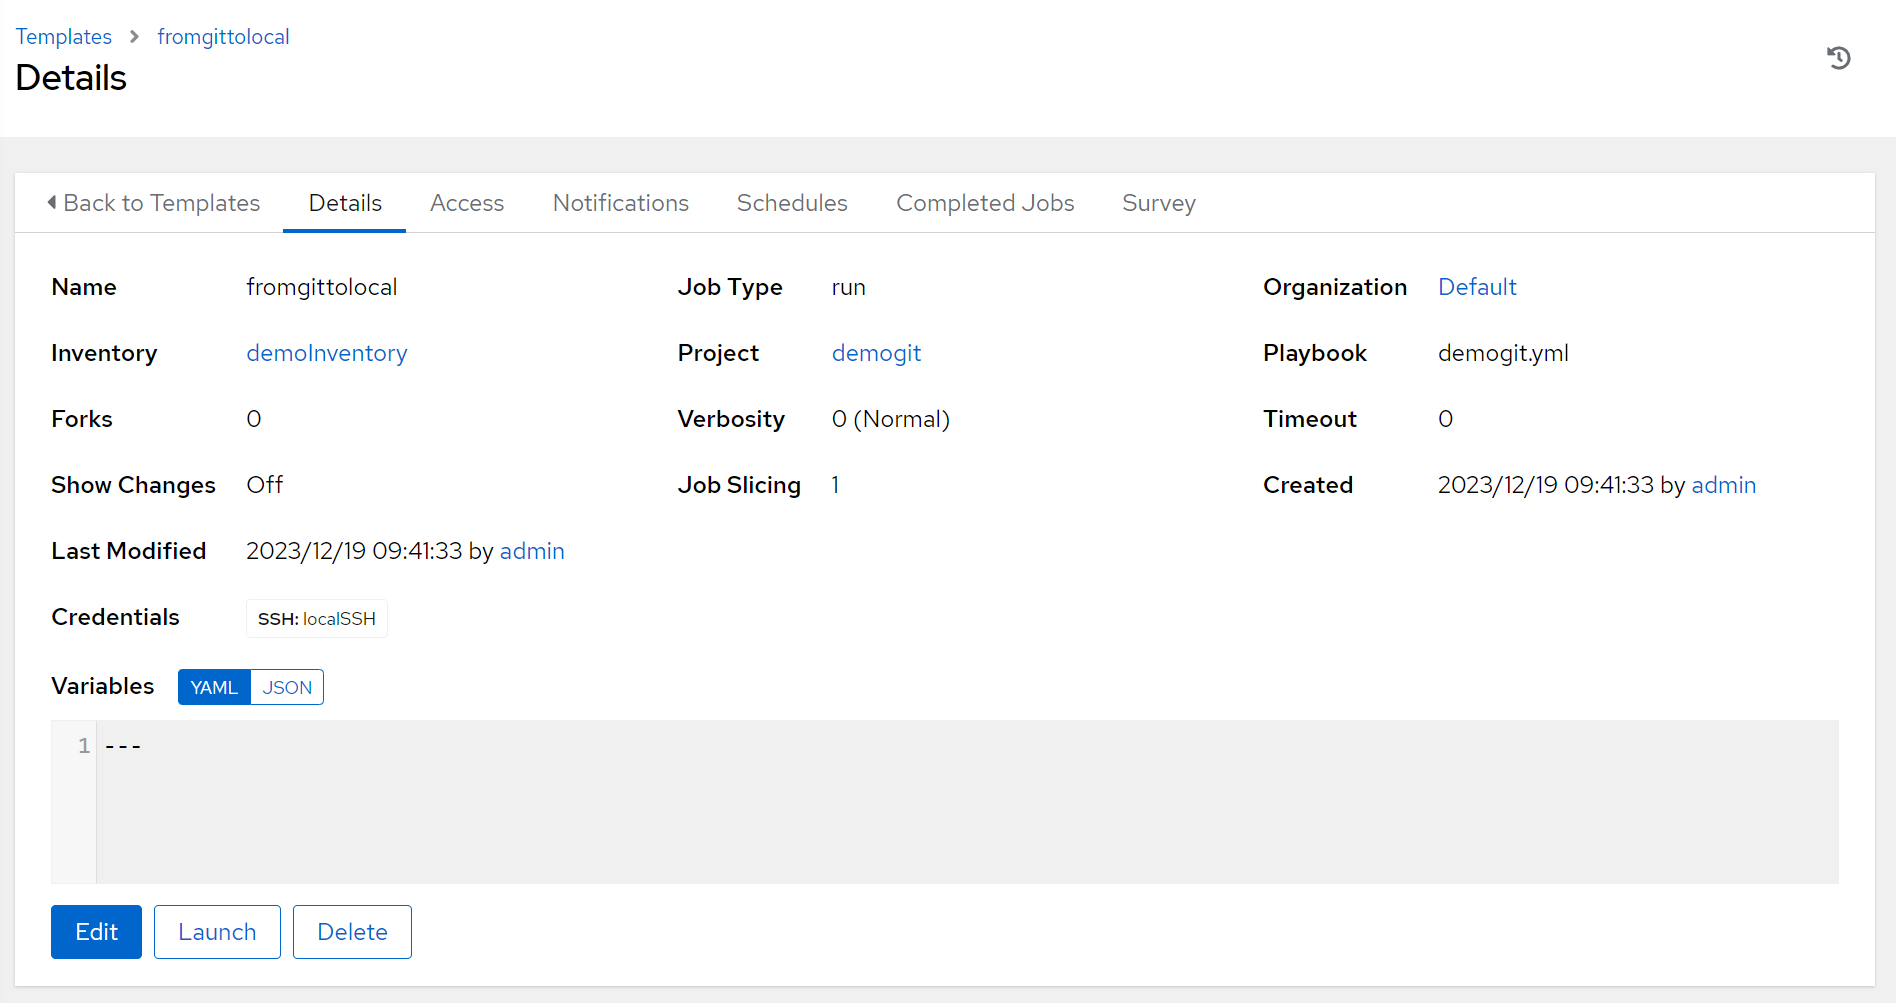 Templates > fromgittolocal
Details
Back to Templates Details Access Notifications Schedules Completed Jobs Survey
Name fromgittolocal Job Type run Organization Default
Inventory demoInventory Project demogit Playbook demogit.yml
Forks 0 Verbosity 0 (Normal) Timeout 0
Show Changes Off Job Slicing 1 Created 2023/12/19 09:41:33 by admin
Last Modified 2023/12/19 09:41:33 by admin
Credentials SSH: localSSH
Variables YAML JSON
1 ---
Edit Launch Delete